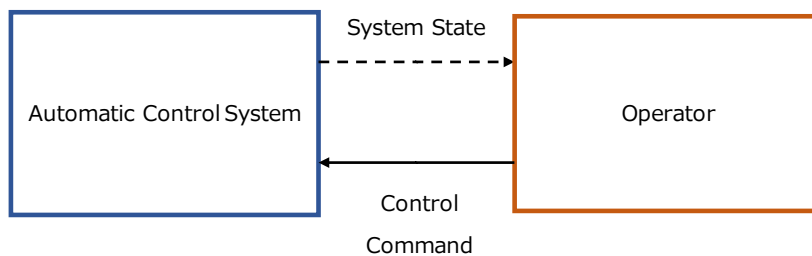 System State
Automatic Control System
Operator
Control
Command